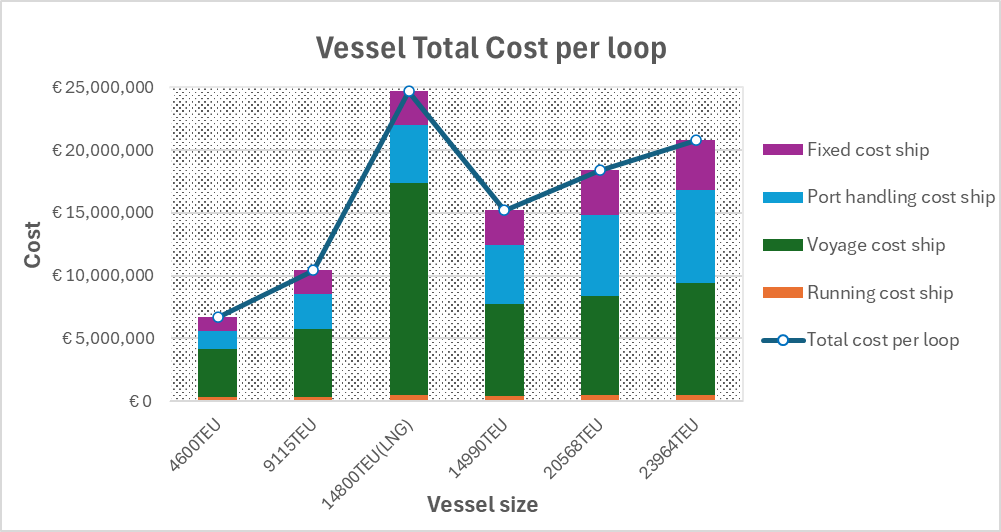 Vessel Total Cost per loop
€ 25,000,000
€ 20,000,000
€ 15,000,000
€ 10,000,000
€ 5,000,000
€ 0
Cost
4600TEU
9115TEU
14800TEU(LNG)
14990TEU
20568TEU
23964TEU
Vessel size
Fixed cost ship
Port handling cost ship
Voyage cost ship
Running cost ship
Total cost per loop